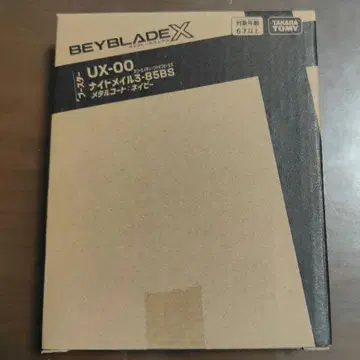 BEYBLADE X
対象年齢
6才以上
TAKARA
TOMY
ブースター
UX-00
ナイトメイル3-85BS
メタルコート:ネイビー